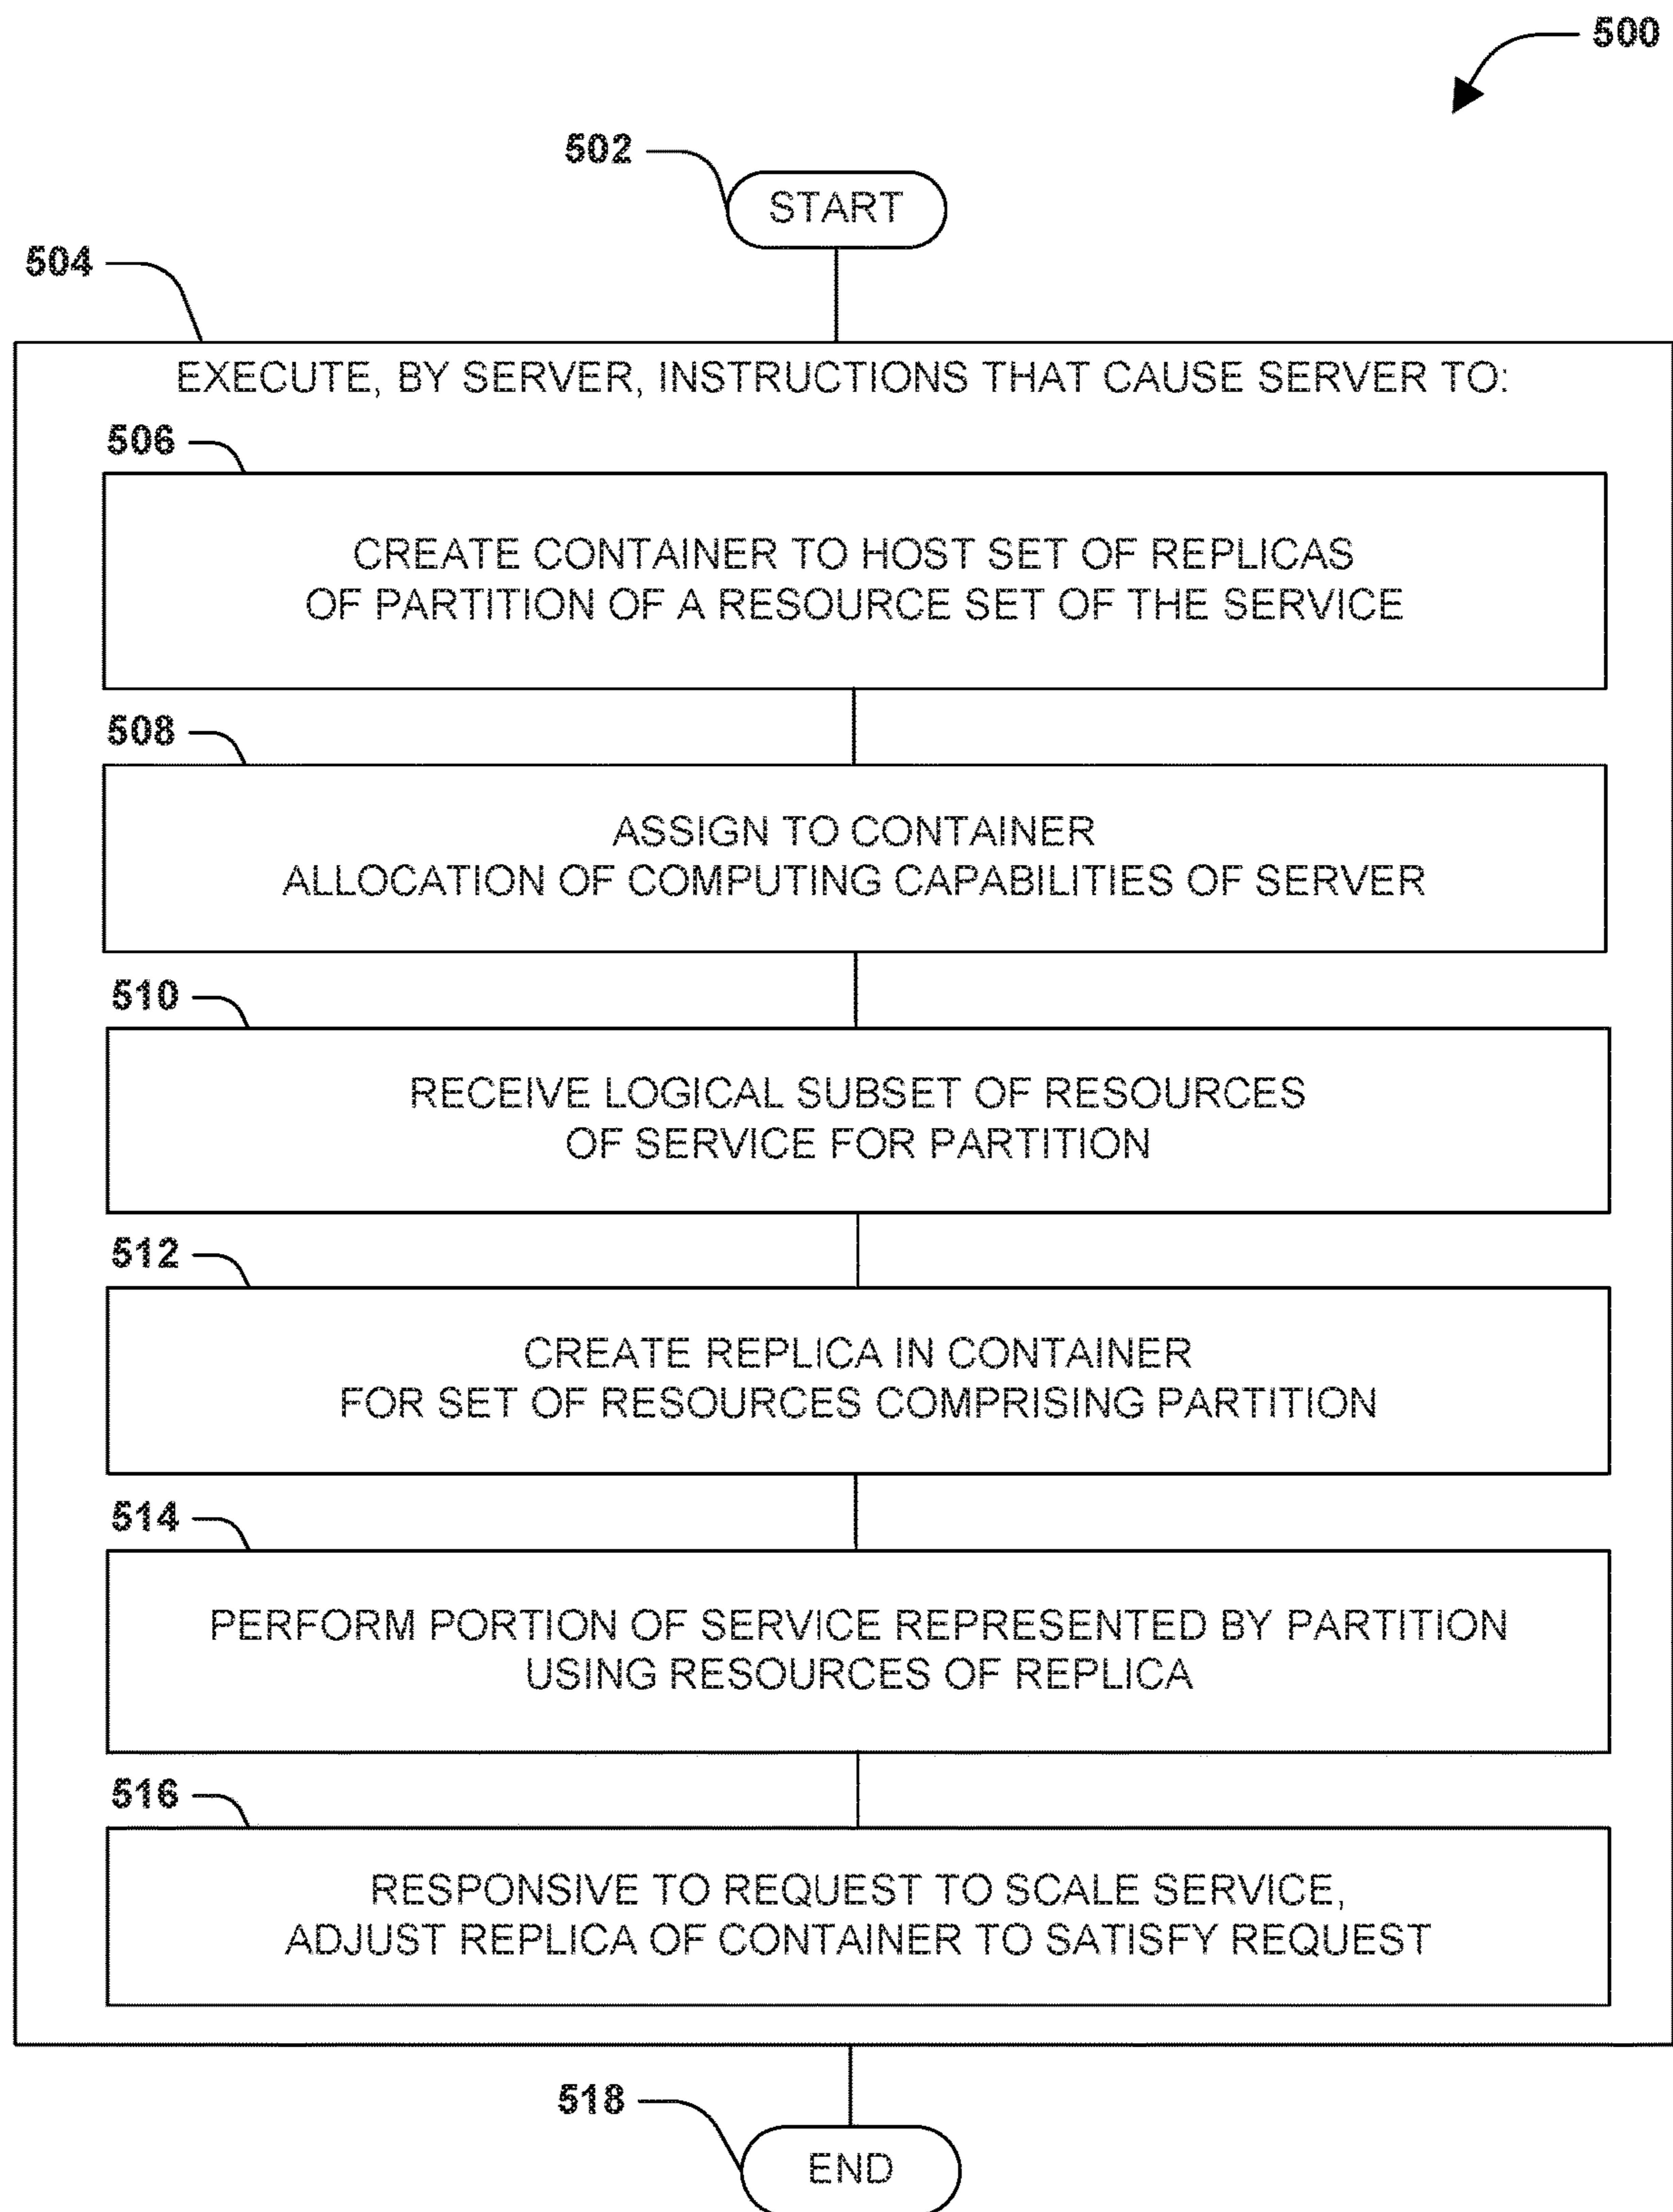 500
502
START
504
EXECUTE, BY SERVER, INSTRUCTIONS THAT CAUSE SERVER TO:
506
CREATE CONTAINER TO HOST SET OF REPLICAS
OF PARTITION OF A RESOURCE SET OF THE SERVICE
508
ASSIGN TO CONTAINER
ALLOCATION OF COMPUTING CAPABILITIES OF SERVER
510
RECEIVE LOGICAL SUBSET OF RESOURCES
OF SERVICE FOR PARTITION
512
CREATE REPLICA IN CONTAINER
FOR SET OF RESOURCES COMPRISING PARTITION
514
PERFORM PORTION OF SERVICE REPRESENTED BY PARTITION
USING RESOURCES OF REPLICA
516
RESPONSIVE TO REQUEST TO SCALE SERVICE,
ADJUST REPLICA OF CONTAINER TO SATISFY REQUEST
518
END